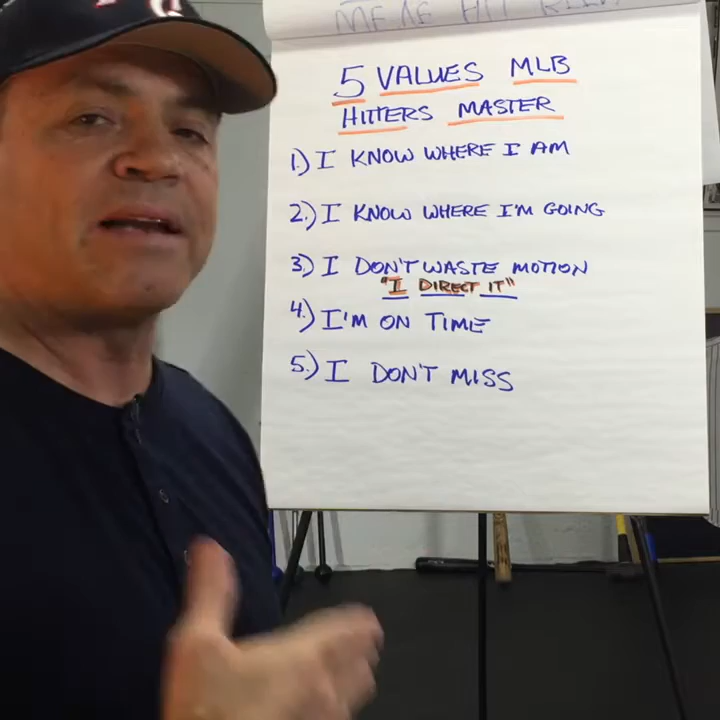 5 VALUES MLB
HITTERS MASTER
1.) I KNOW WHERE I AM
2.) I KNOW WHERE I'M GOING
3.) I DON'T WASTE MOTION
"I DIRECT IT"
4.) I'M ON TIME
5.) I DON'T MISS